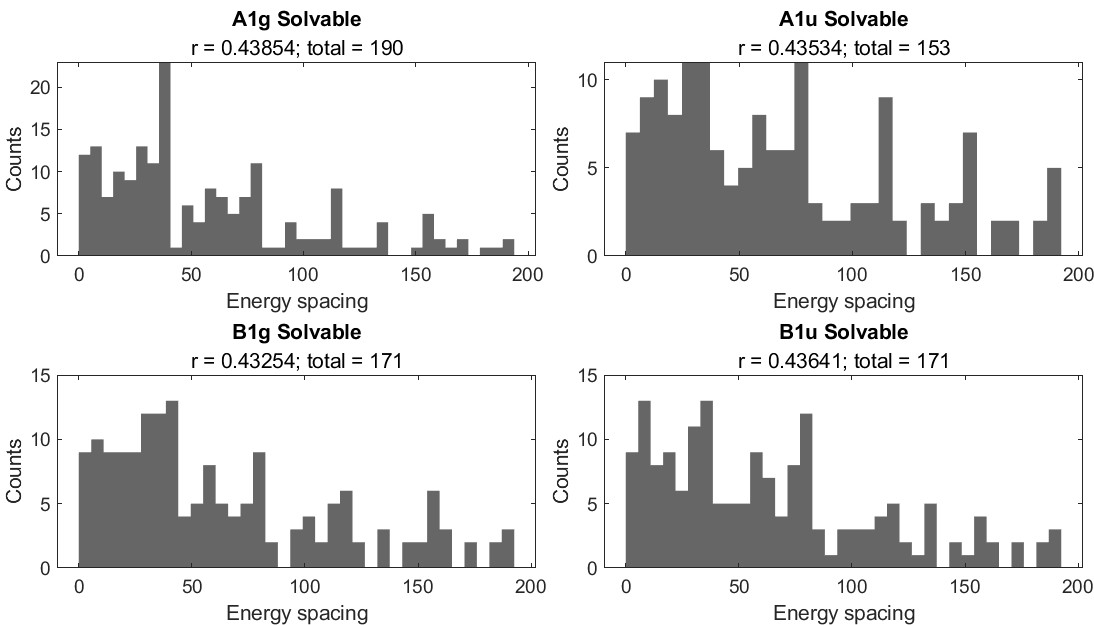 A1g Solvable
r = 0.43854; total = 190
Counts
20
15
10
5
0
0 50 100 150 200
Energy spacing
A1u Solvable
r = 0.43534; total = 153
Counts
10
5
0
0 50 100 150 200
Energy spacing
B1g Solvable
r = 0.43254; total = 171
Counts
15
10
5
0
0 50 100 150 200
Energy spacing
B1u Solvable
r = 0.43641; total = 171
Counts
15
10
5
0
0 50 100 150 200
Energy spacing